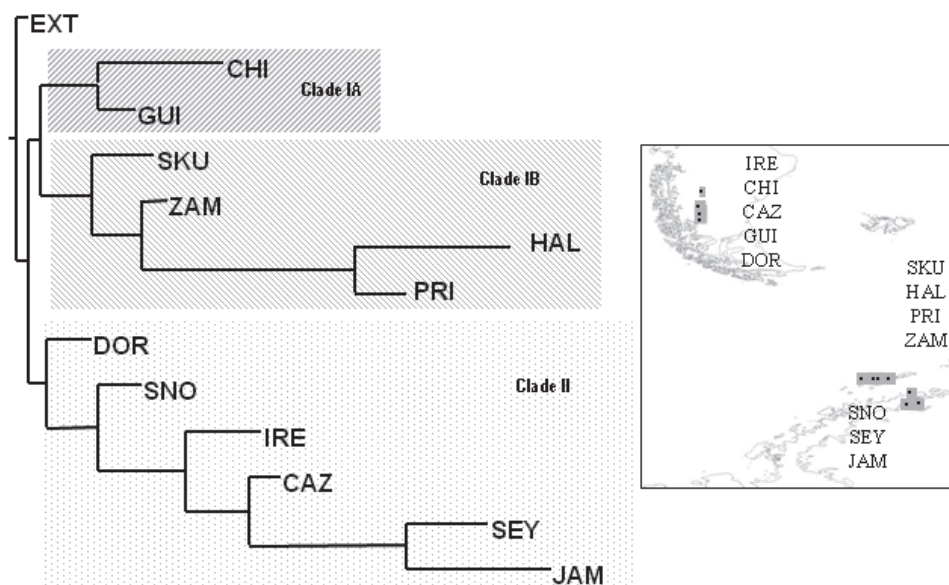 EXT
CHI
Clade IA
GUI
SKU
Clade IB
ZAM
HAL
PRI
DOR
SNO
Clade II
IRE
CAZ
SEY
JAM
IRE
CHI
CAZ
GUI
DOR
SKU
HAL
PRI
ZAM
SNO
SEY
JAM